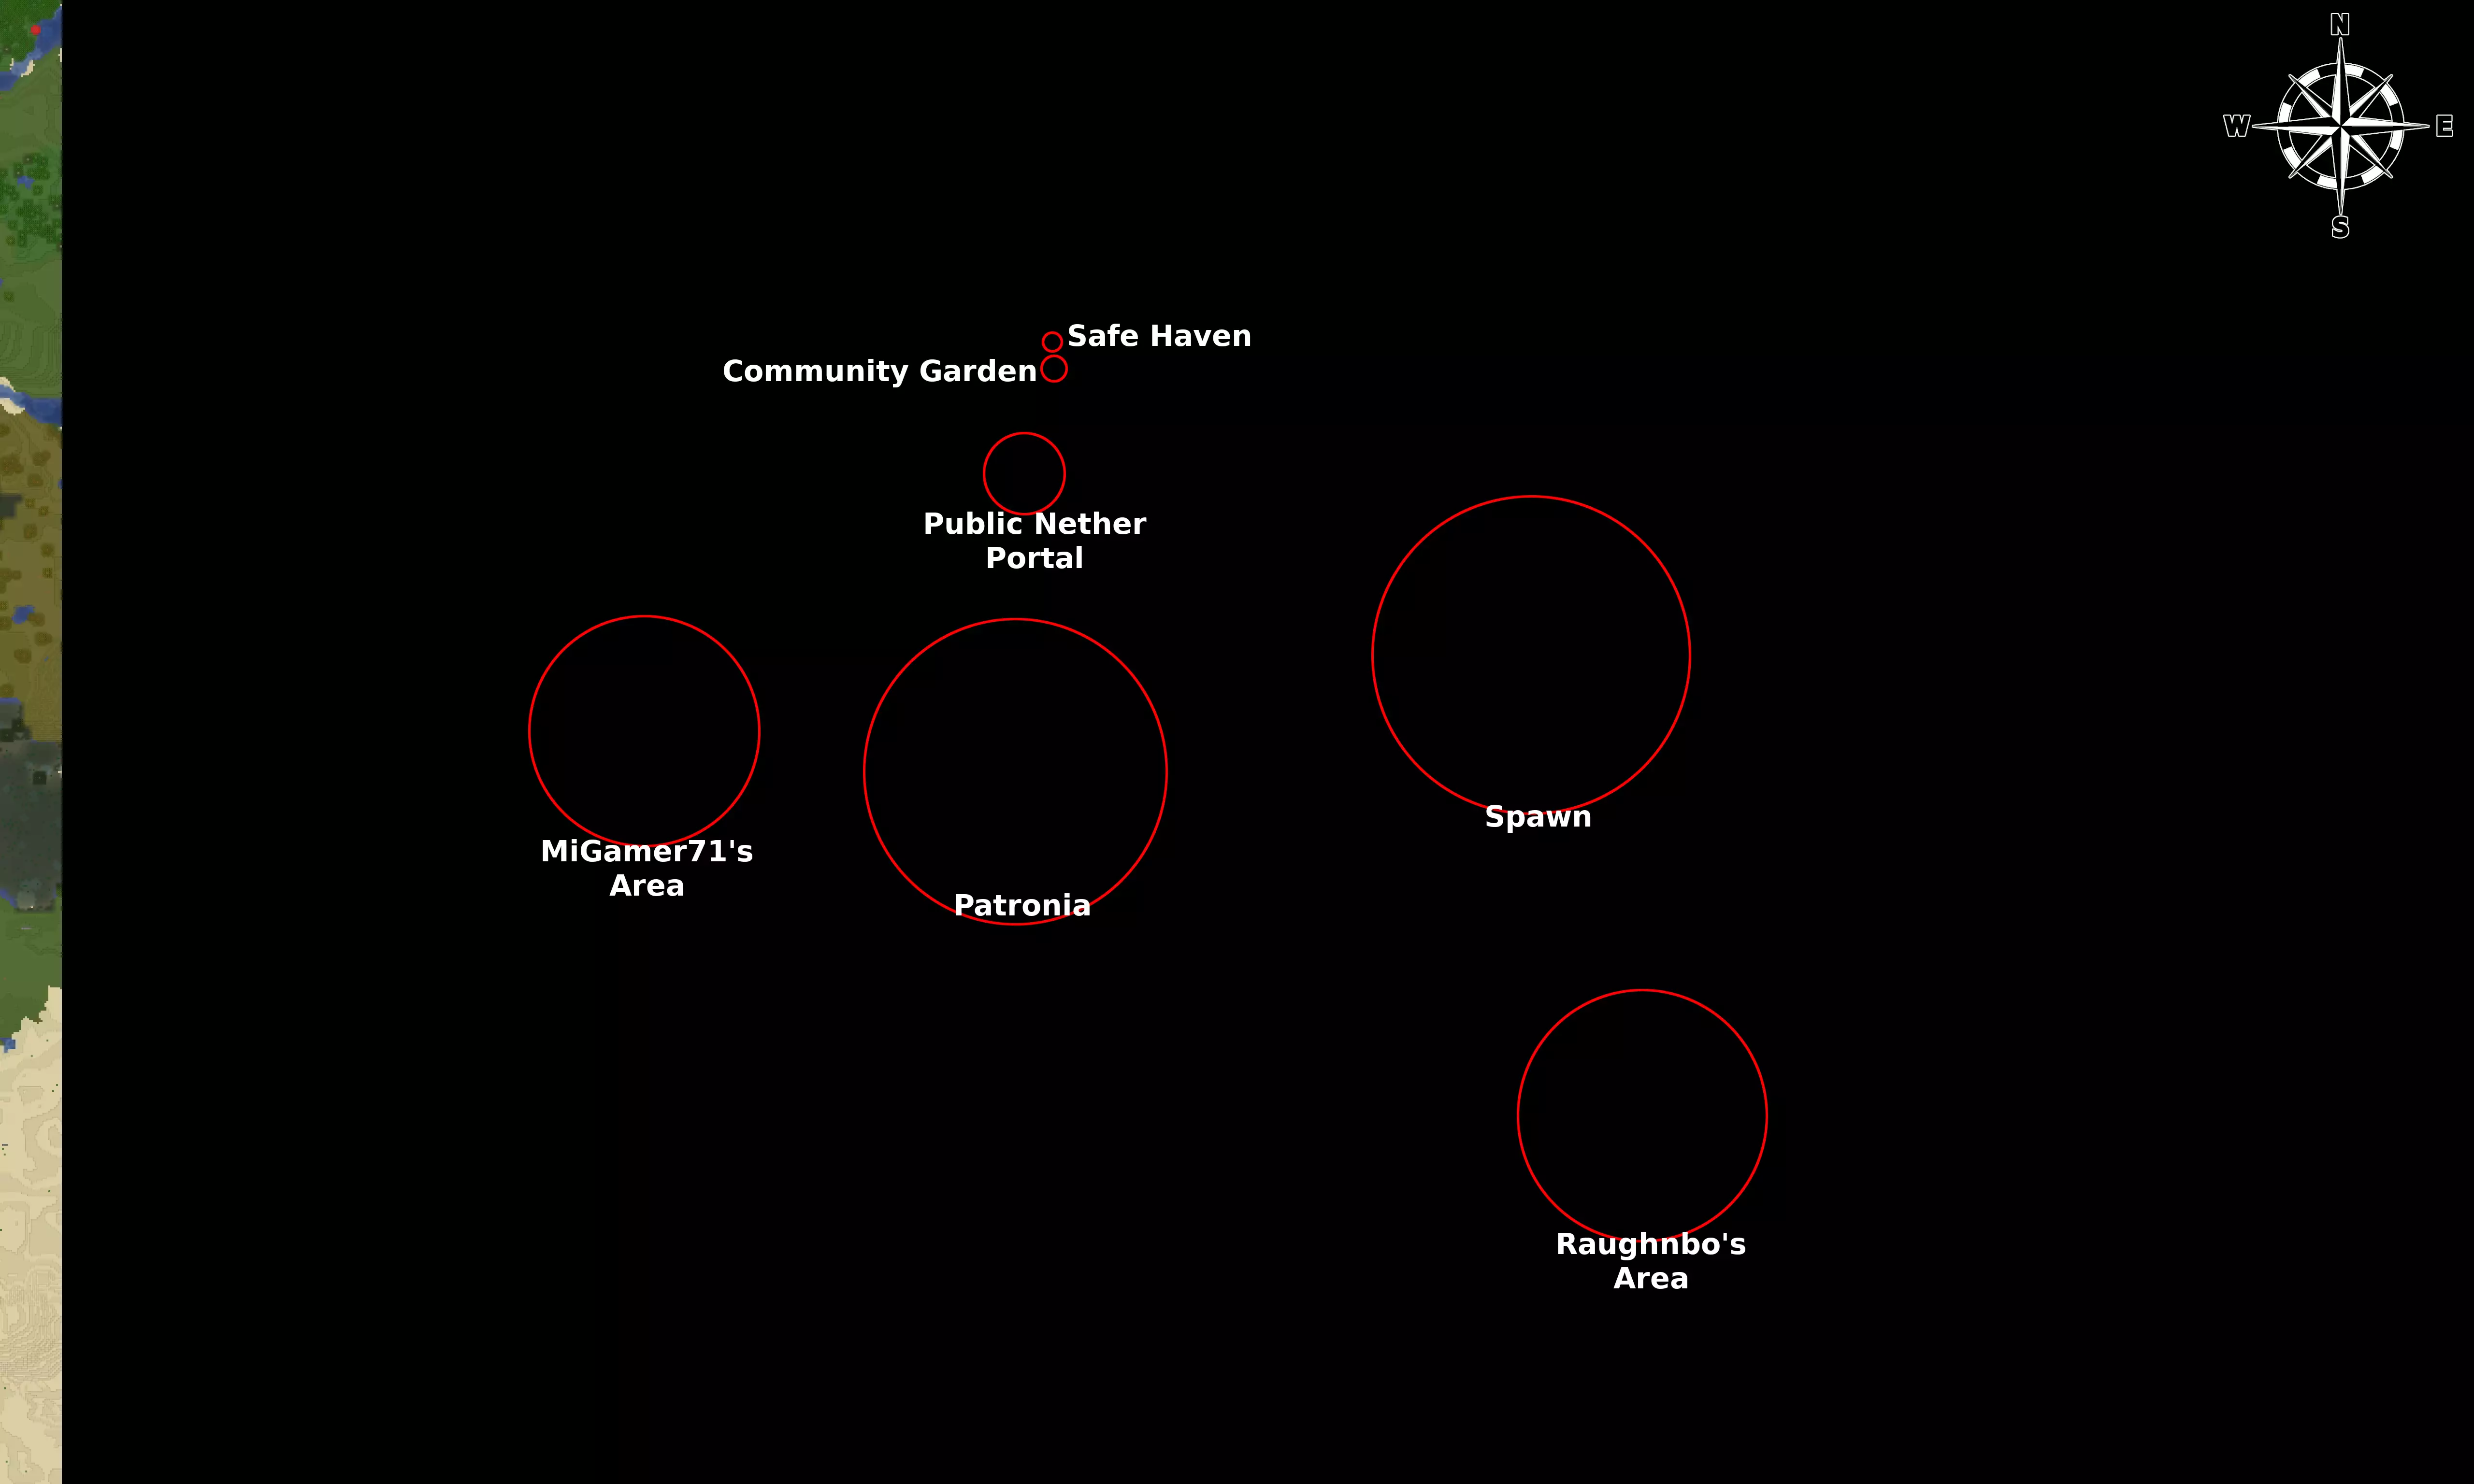 N
W
E
S
Safe Haven
Community Garden
Public Nether
Portal
MiGamer71's
Area
Patronia
Spawn
Raughnbo's
Area